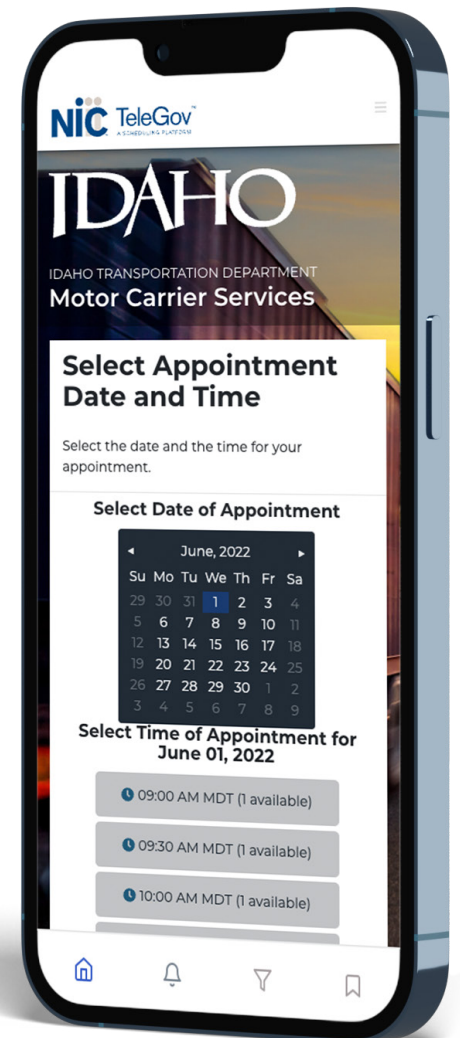 NIC TeleGov™
A SCHEDULING PLATFORM
IDAHO
IDAHO TRANSPORTATION DEPARTMENT
Motor Carrier Services
Select Appointment
Date and Time
Select the date and the time for your
appointment.
Select Date of Appointment
June, 2022
Su Mo Tu We Th Fr Sa
29 30 31 1 2 3 4
5 6 7 8 9 10 11
12 13 14 15 16 17 18
19 20 21 22 23 24 25
26 27 28 29 30 1 2
3 4 5 6 7 8 9
Select Time of Appointment for
June 01, 2022
09:00 AM MDT (1 available)
09:30 AM MDT (1 available)
10:00 AM MDT (1 available)